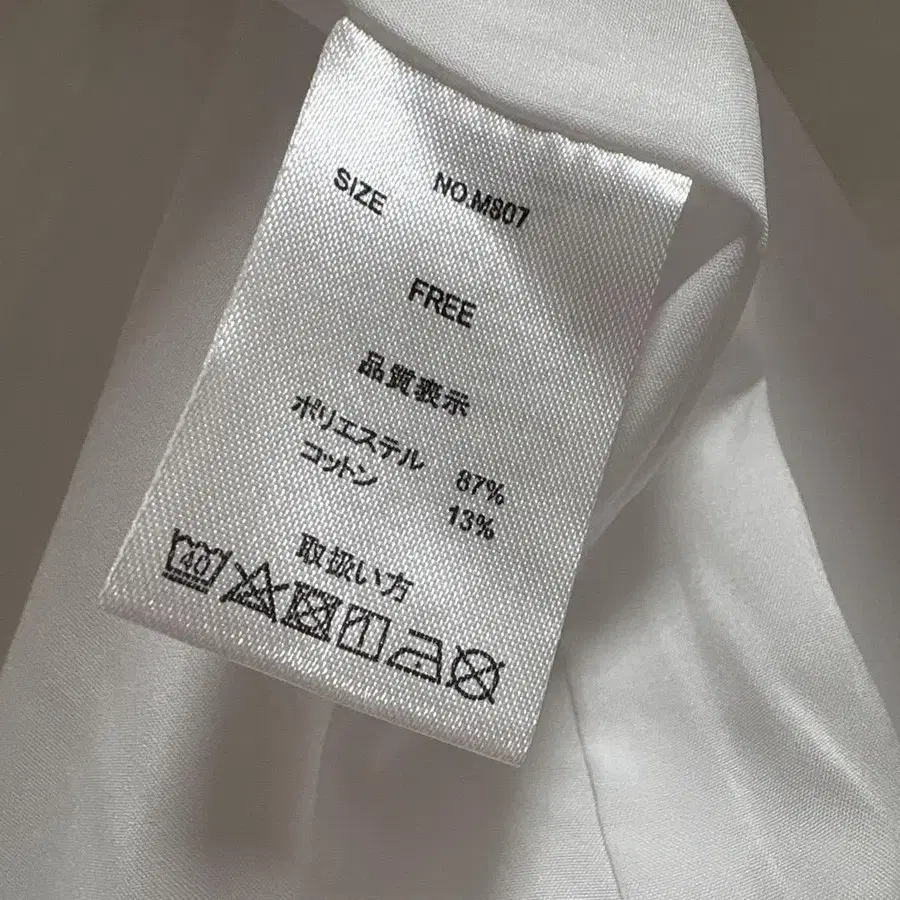 NO.M807
SIZE
FREE
品質表示
ポリエステル 87%
コットン 13%
取扱い方
40